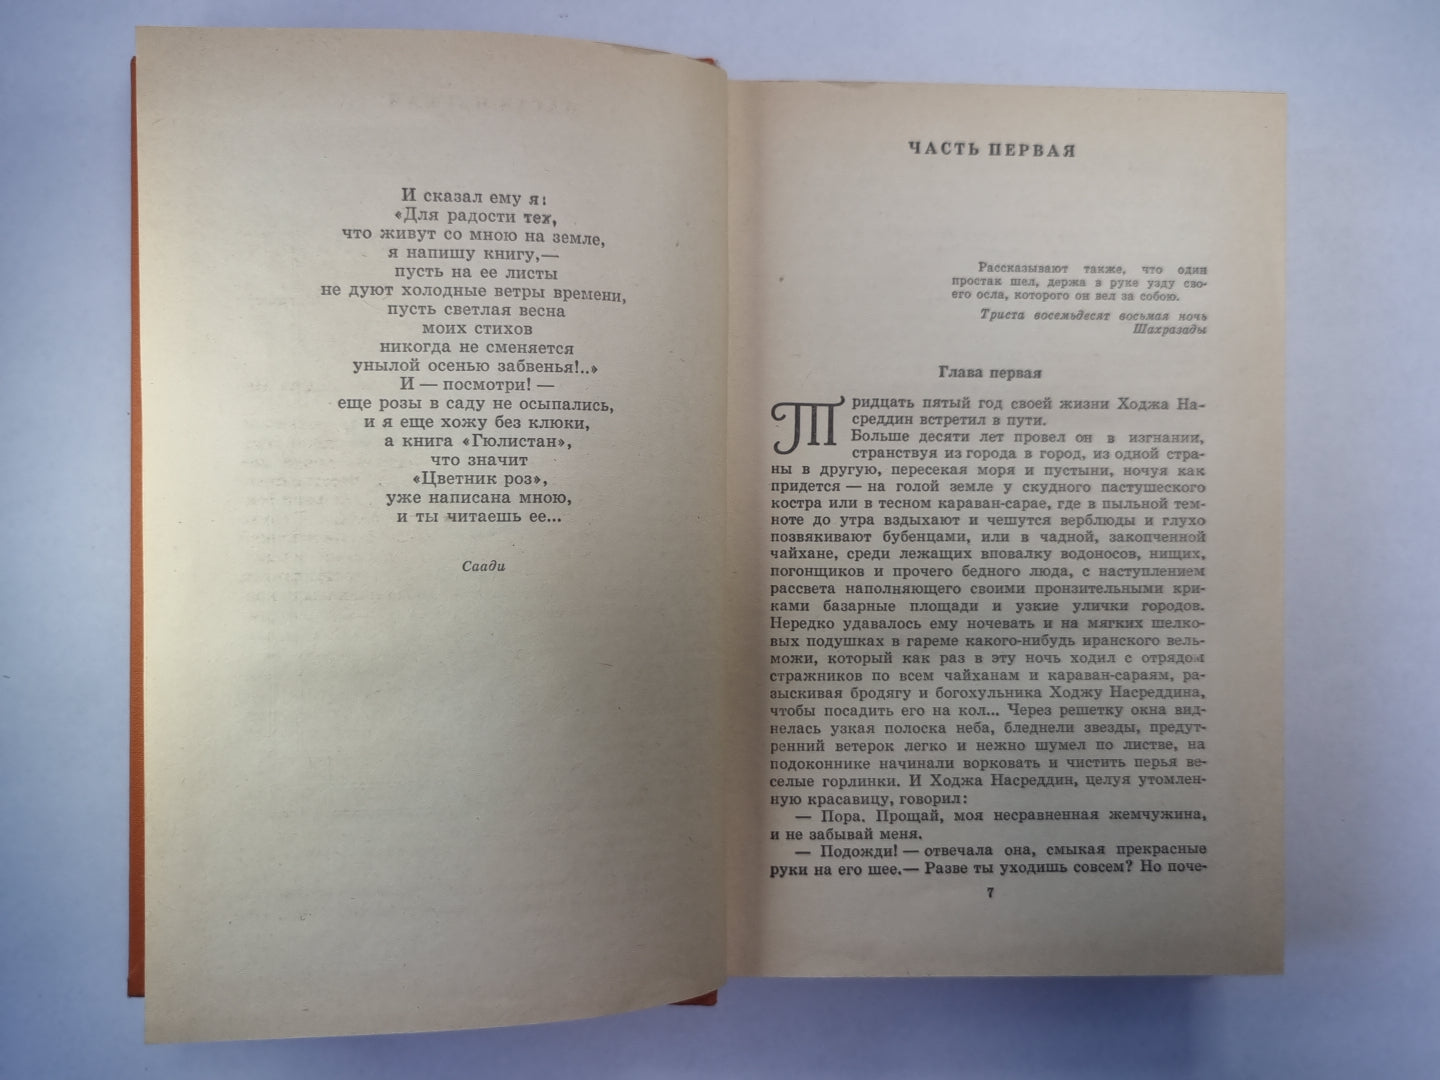 И сказал ему я:
«Для радости тех,
что живут со мною на земле,
я напишу книгу,—
пусть на ее листы
не дуют холодные ветры времени,
пусть светлая весна
моих стихов
никогда не сменяется
унылой осенью забвенья!..»
И — посмотри! —
еще розы в саду не осыпались,
и я еще хожу без клюки,
а книга «Гюлистан»,
что значит
«Цветник роз»,
уже написана мною,
и ты читаешь ее...
Саади
ЧАСТЬ ПЕРВАЯ
Рассказывают также, что один
простак шел, держа в руке узду сво-
его осла, которого он вел за собою.
Триста восемьдесят восьмая ночь
Шахразады
Глава первая
Тридцать пятый год своей жизни Ходжа На-
среддин встретил в пути.
Больше десяти лет провел он в изгнании,
странствуя из города в город, из одной стра-
ны в другую, пересекая моря и пустыни, ночуя как
придется — на голой земле у скудного пастушеского
костра или в тесном караван-сарае, где в пыльной тем-
ноте до утра вздыхают и чешутся верблюды и глухо
позвякивают бубенцами, или в чадной, закопченной
чайхане, среди лежащих вповалку водоносов, нищих,
погонщиков и прочего бедного люда, с наступлением
рассвета наполняющего своими пронзительными кри-
ками базарные площади и узкие улички городов.
Нередко удавалось ему ночевать и на мягких шелко-
вых подушках в гареме какого-нибудь иранского вель-
можи, который как раз в эту ночь ходил с отрядом
стражников по всем чайханам и караван-сараям, ра-
зыскивая бродягу и богохульника Ходжу Насреддина,
чтобы посадить его на кол... Через решетку окна вид-
нелась узкая полоска неба, бледнели звезды, предут-
ренний ветерок легко и нежно шумел по листве, на
подоконнике начинали ворковать и чистить перья ве-
селые горлинки. И Ходжа Насреддин, целуя утомлен-
ную красавицу, говорил:
— Пора. Прощай, моя несравненная жемчужина,
и не забывай меня.
— Подожди! — отвечала она, смыкая прекрасные
руки на его шее.— Разве ты уходишь совсем? Но поче-
7